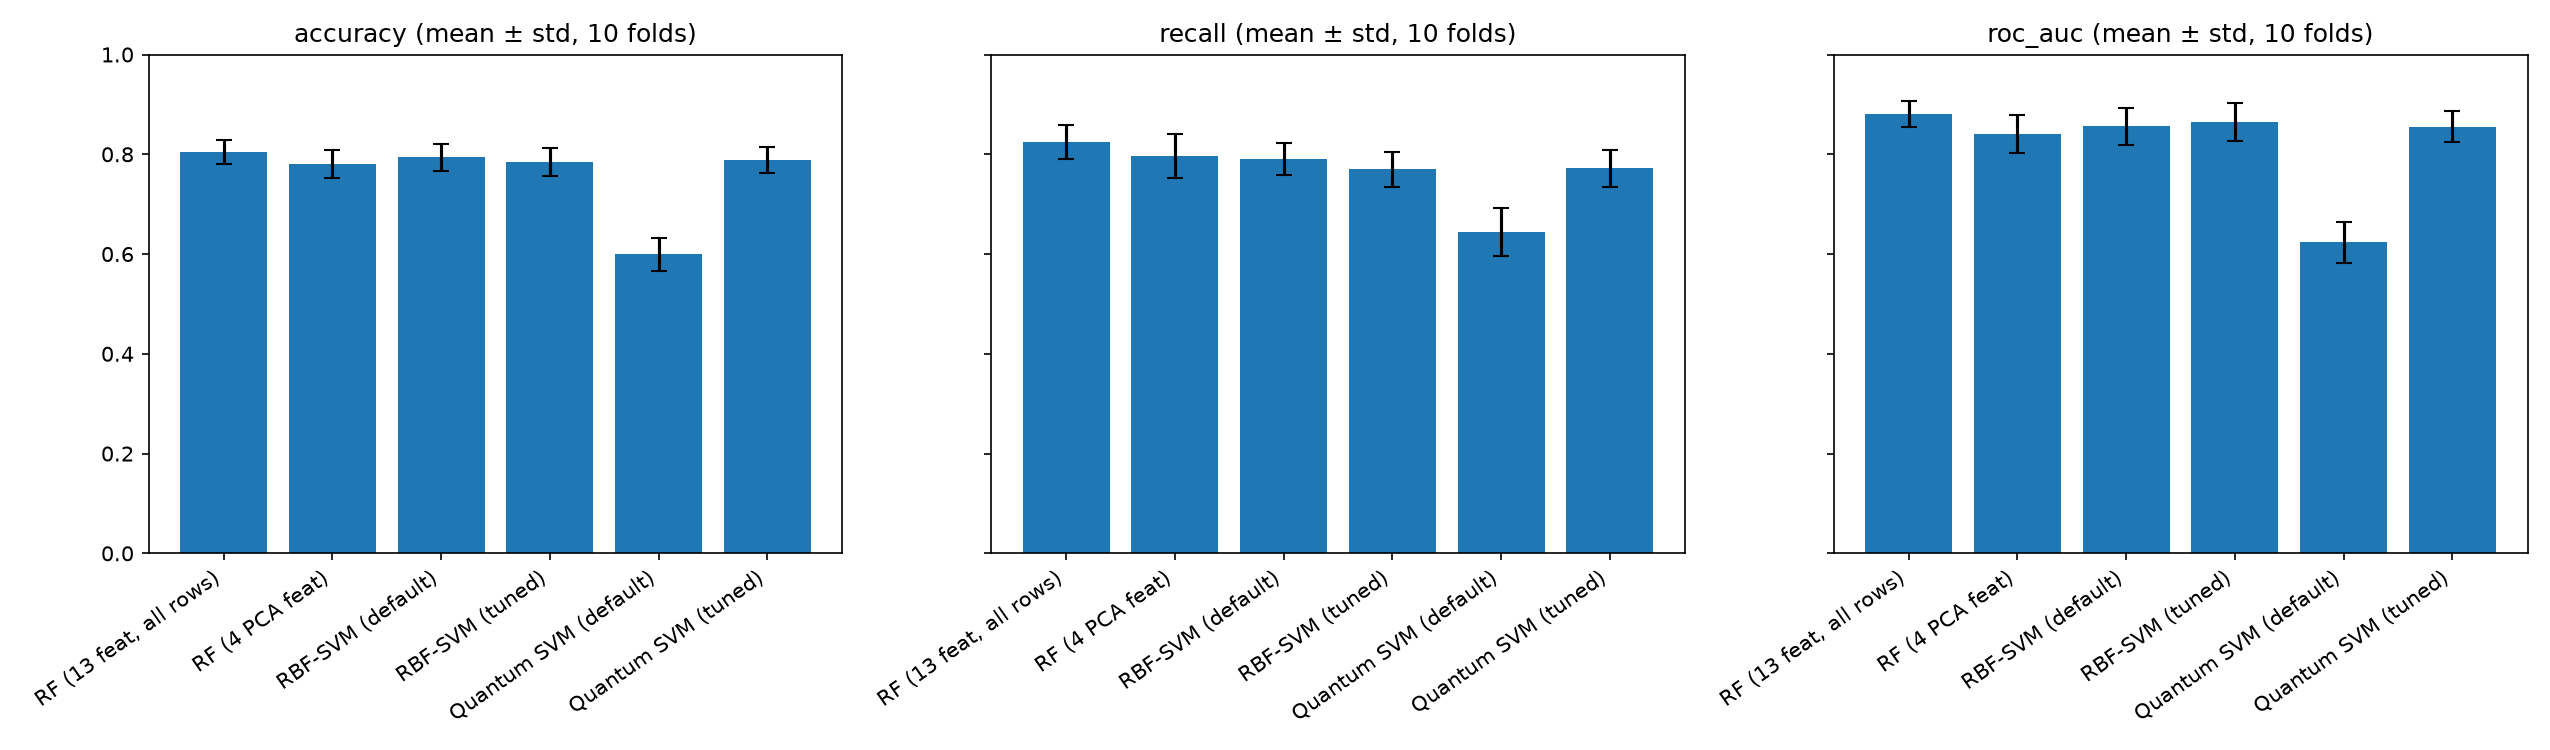 accuracy (mean ± std, 10 folds)
1.0
0.8
0.6
0.4
0.2
0.0
RF (13 feat, all rows)
RF (4 PCA feat)
RBF-SVM (default)
RBF-SVM (tuned)
Quantum SVM (default)
Quantum SVM (tuned)
recall (mean ± std, 10 folds)
RF (13 feat, all rows)
RF (4 PCA feat)
RBF-SVM (default)
RBF-SVM (tuned)
Quantum SVM (default)
Quantum SVM (tuned)
roc_auc (mean ± std, 10 folds)
RF (13 feat, all rows)
RF (4 PCA feat)
RBF-SVM (default)
RBF-SVM (tuned)
Quantum SVM (default)
Quantum SVM (tuned)